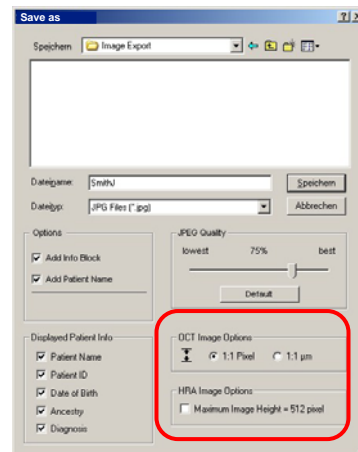 Save as
Speichern Image Export
Dateiname: SmithJ Speichern
Dateityp: JPG Files (*.jpg) Abbrechen
Options
Add Info Block
Add Patient Name
JPEG Quality
lowest 75% best
Default
Displayed Patient Info
Patient Name
Patient ID
Date of Birth
Ancestry
Diagnosis
OCT Image Options
1:1 Pixel 1:1 µm
HRA Image Options
Maximum Image Height = 512 pixel